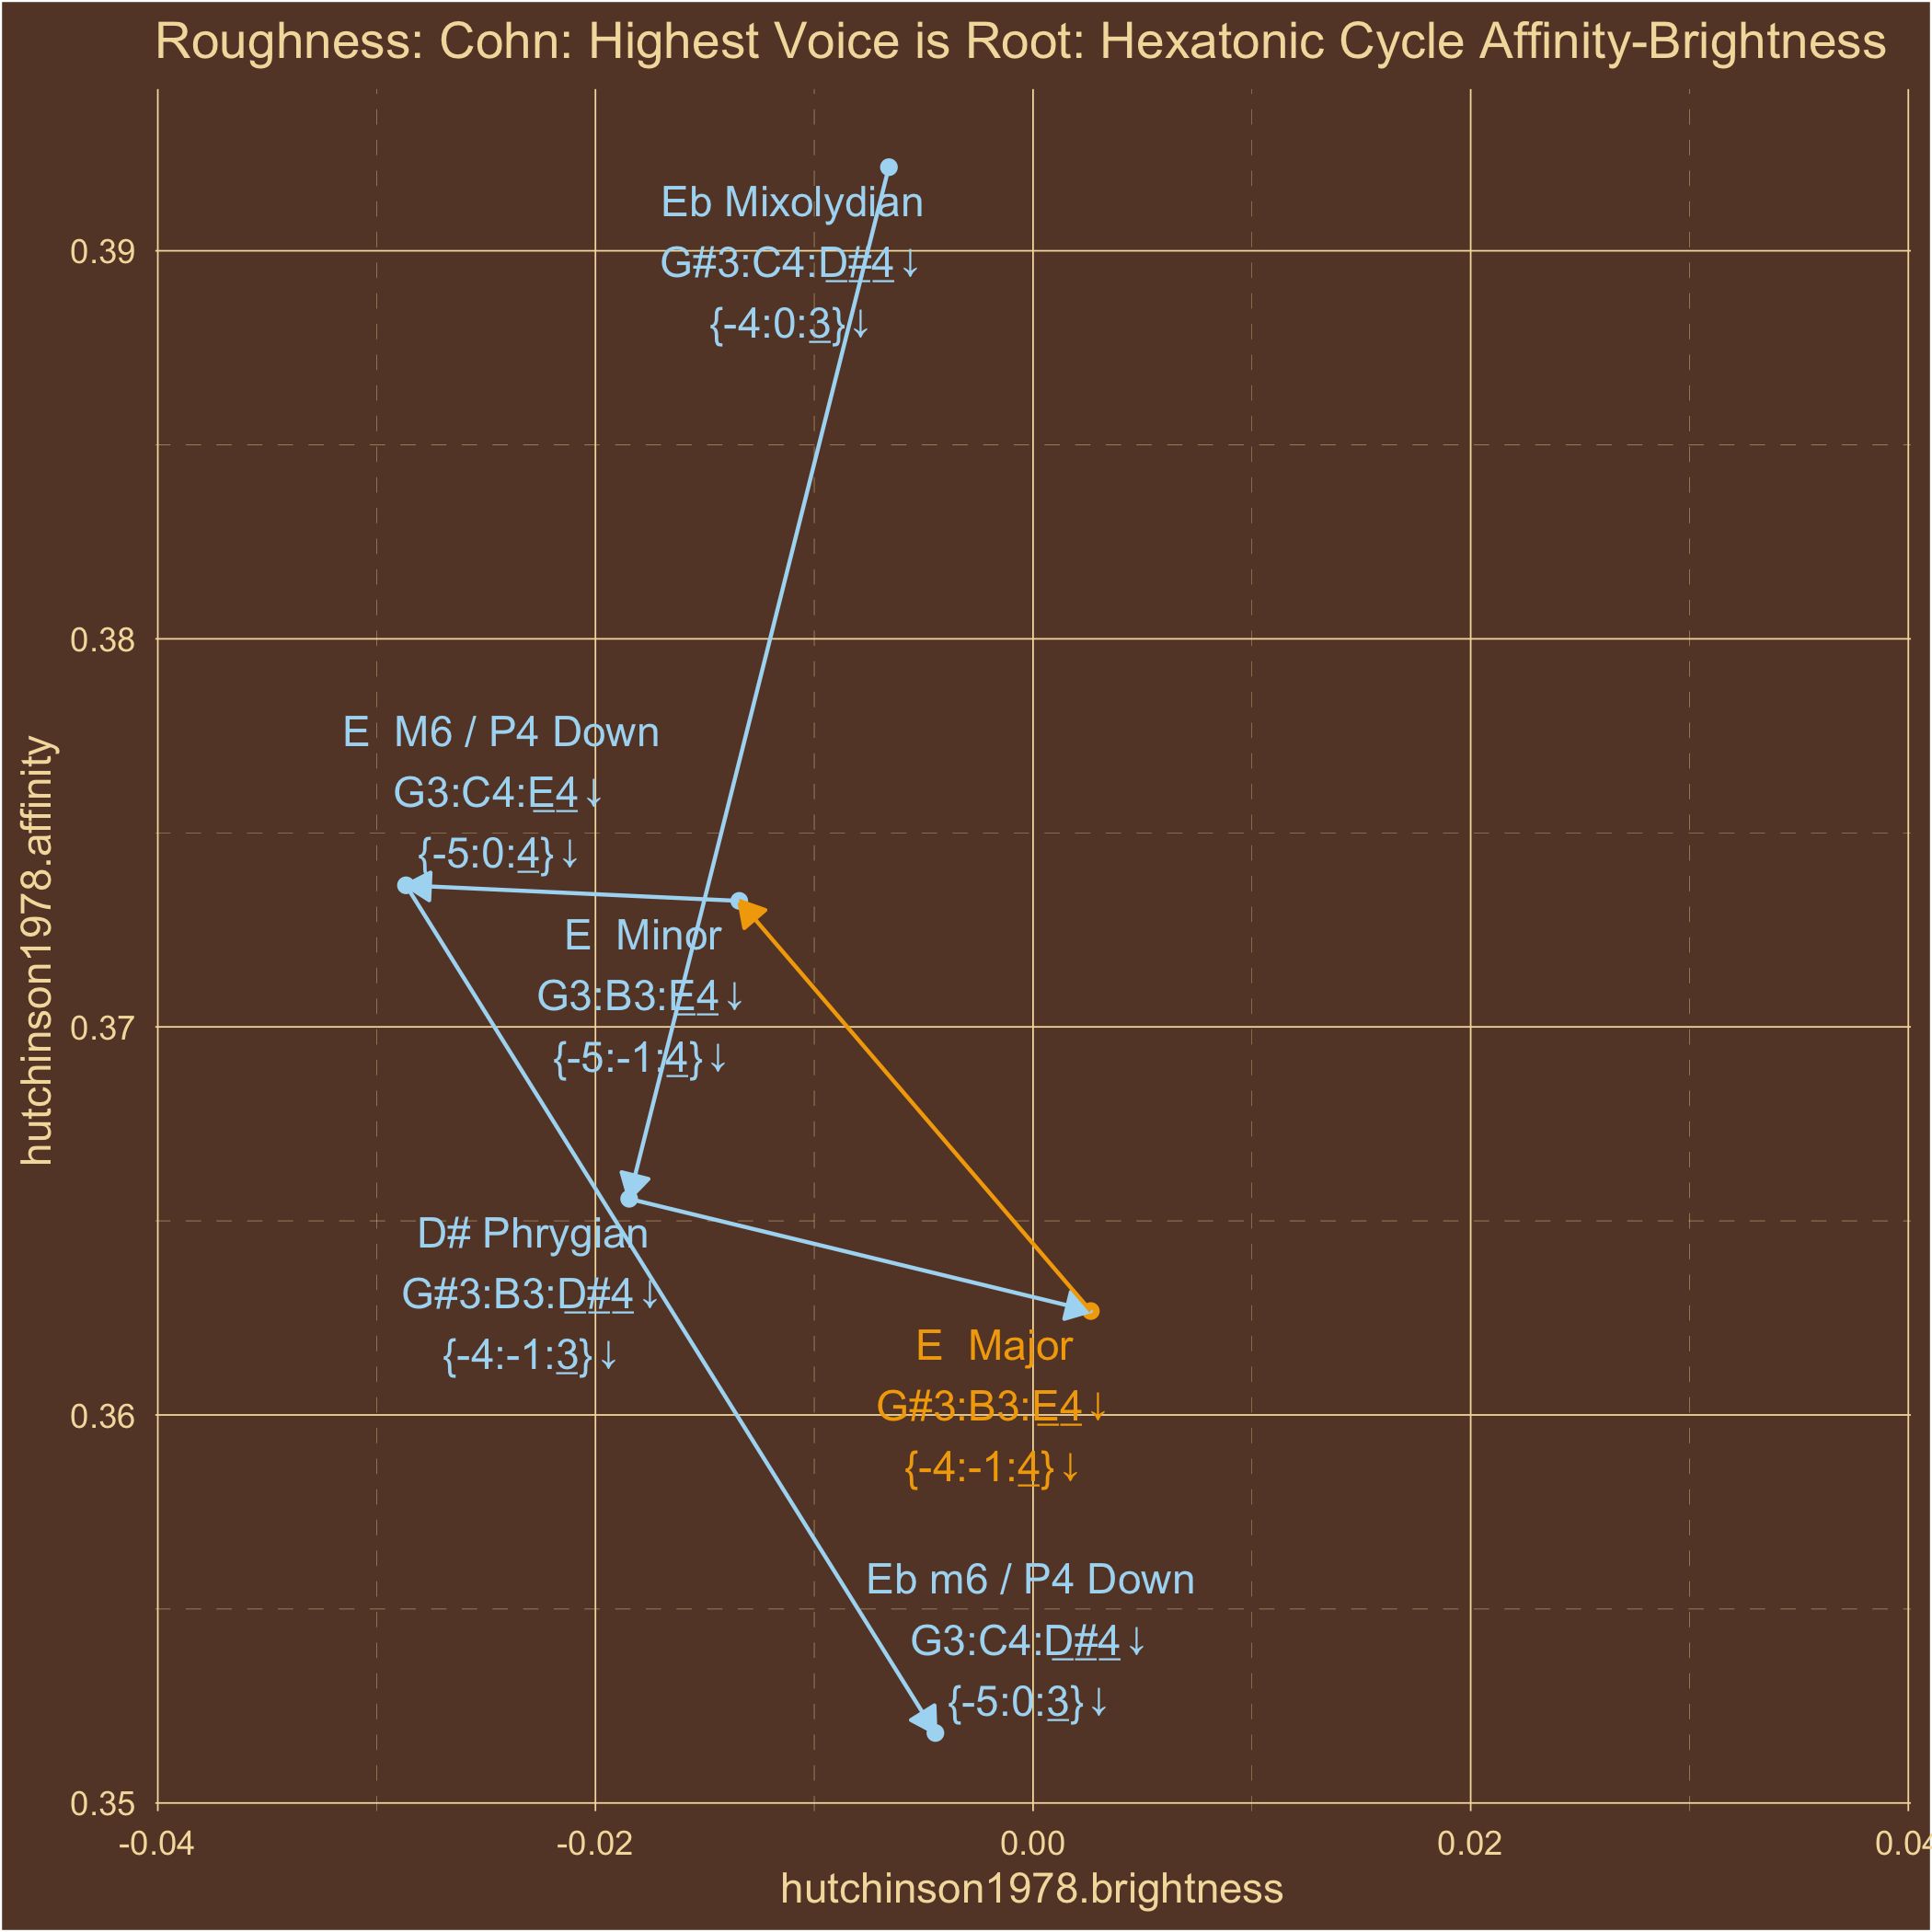 Roughness: Cohn: Highest Voice is Root: Hexatonic Cycle Affinity-Brightness
Eb Mixolydian
G#3:C4:D#4↓
{-4:0:3}↓
E  M6 / P4 Down
G3:C4:E4↓
{-5:0:4}↓
E  Minor
G3:B3:E4↓
{-5:-1:4}↓
D# Phrygian
G#3:B3:D#4↓
{-4:-1:3}↓
E  Major
G#3:B3:E4↓
{-4:-1:4}↓
Eb m6 / P4 Down
G3:C4:D#4↓
{-5:0:3}↓
0.39
0.38
0.37
0.36
0.35
hutchinson1978.affinity
-0.04
-0.02
0.00
0.02
0.04
hutchinson1978.brightness